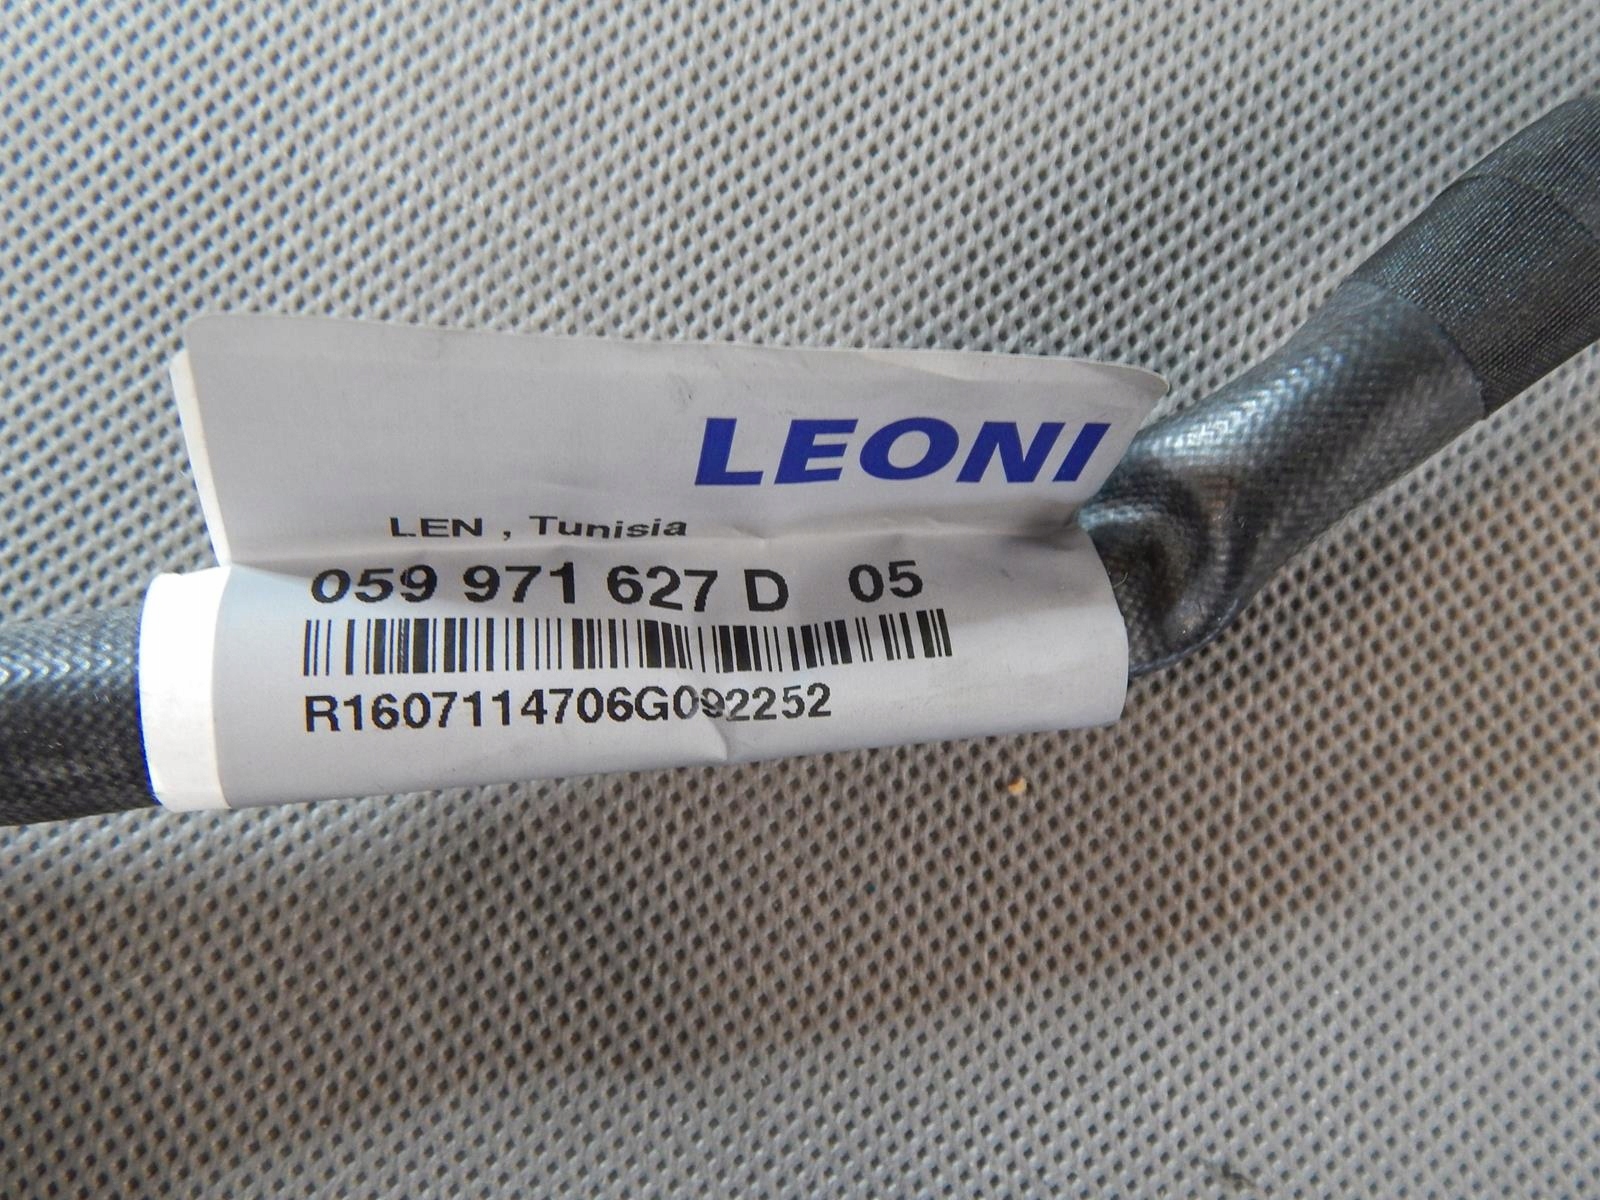 LEONI
LEN , Tunisia
059 971 627 D 05
R1607114706G092252